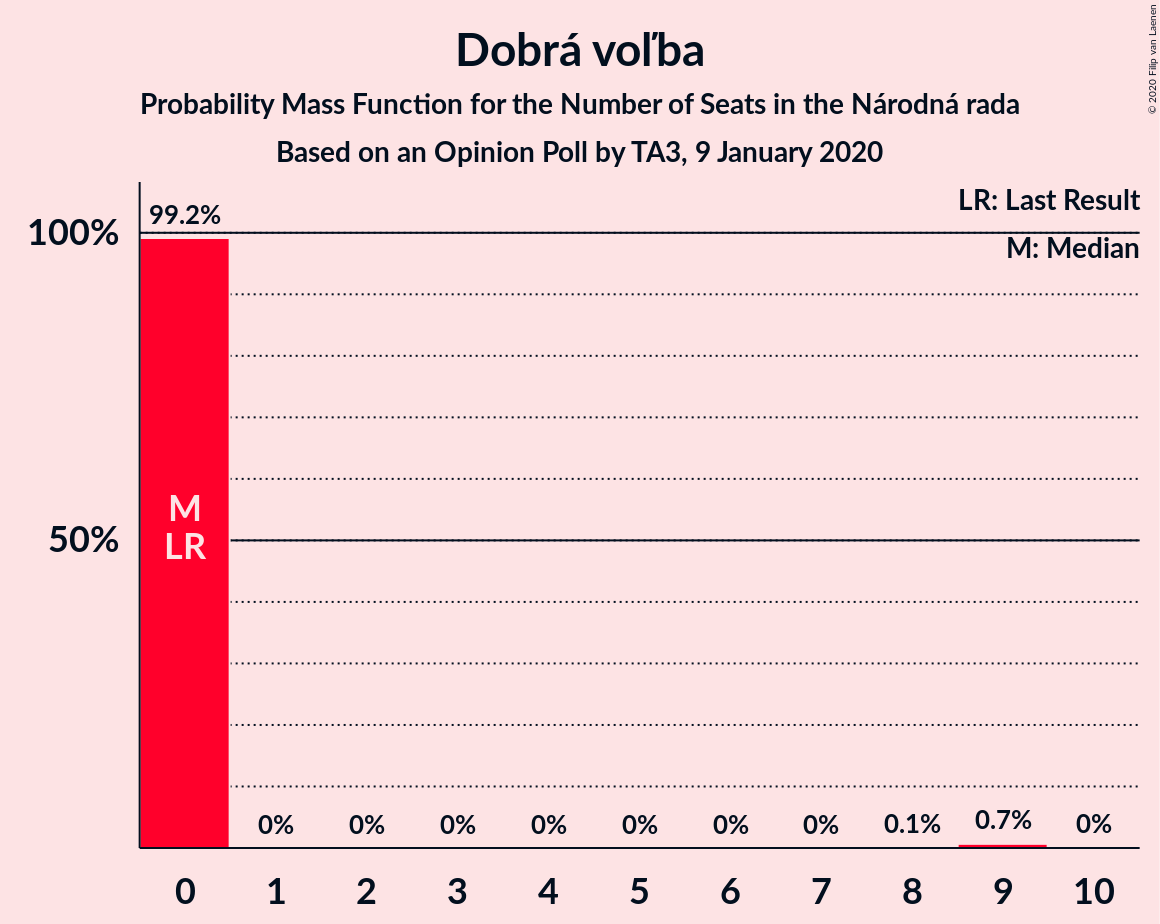 Dobrá voľba
Probability Mass Function for the Number of Seats in the Národná rada
Based on an Opinion Poll by TA3, 9 January 2020
© 2020 Filip van Laenen
LR: Last Result
M: Median
100%
50%
99.2%
M
LR
0% 0% 0% 0% 0% 0% 0% 0.1% 0.7% 0%
0 1 2 3 4 5 6 7 8 9 10